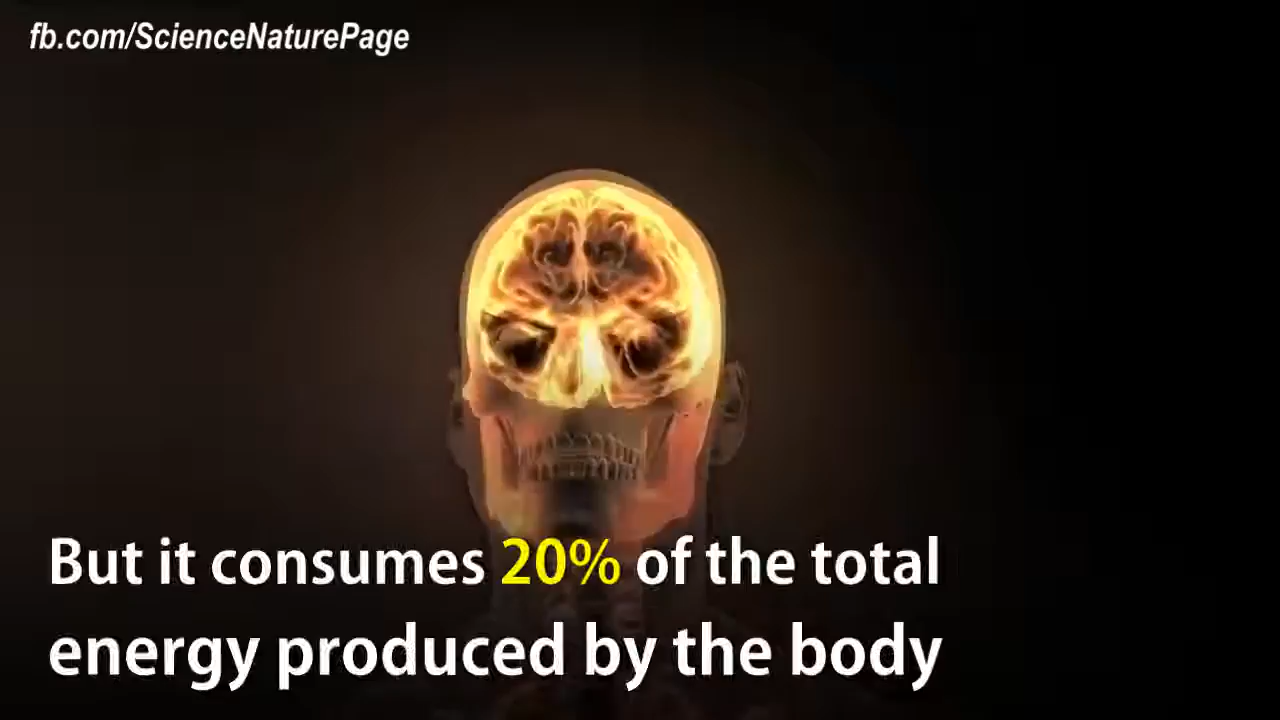 fb.com/ScienceNaturePage
But it consumes 20% of the total
energy produced by the body